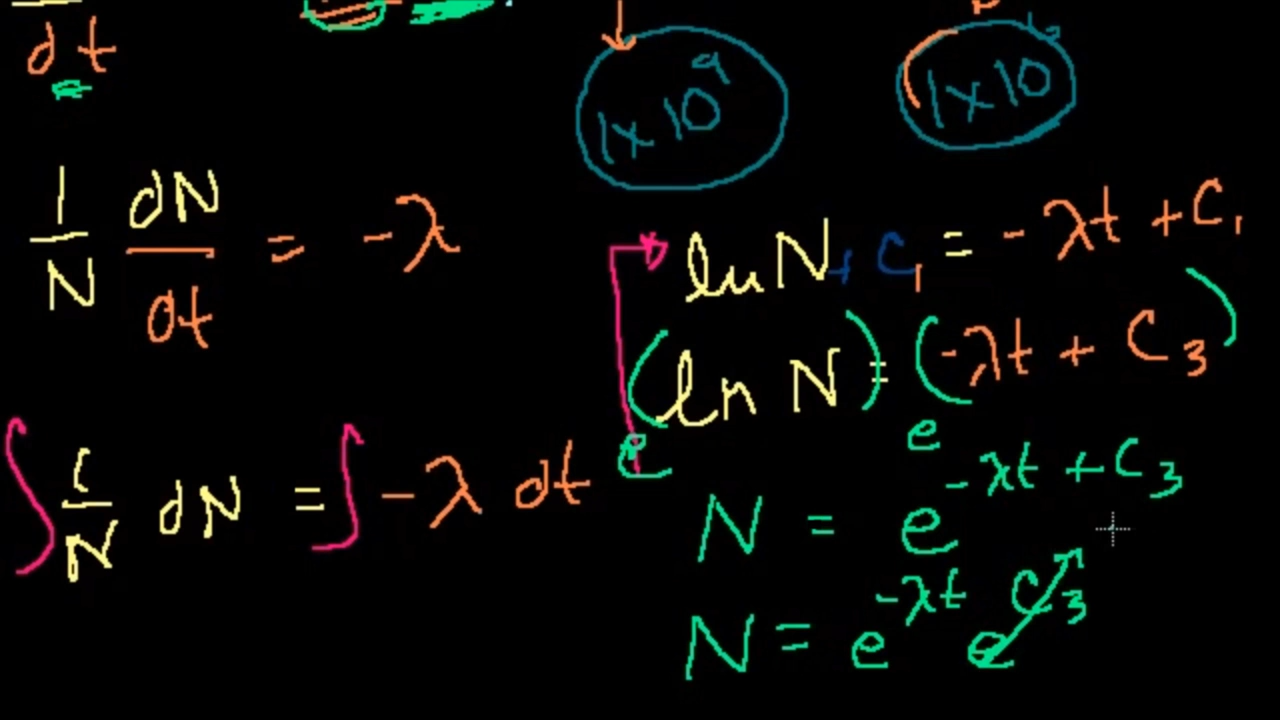 dt
1x10^9
1x10^6
1/N dN/dt = -λ
ln N + C₁ = -λt + C₁
e^(ln N) = e^(-λt + C₃)
∫ 1/N dN = ∫ -λ dt
N = e^(-λt + C₃)
N = e^(-λt) e^(C₃)